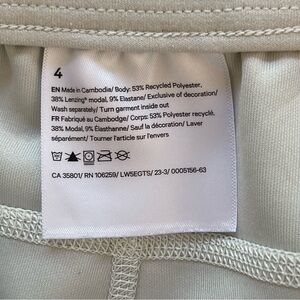 4
EN Made in Cambodia/ Body: 53% Recycled Polyester,
38% Lenzing® modal, 9% Elastane/ Exclusive of decoration/
Wash separately/ Turn garment inside out
FR Fabriqué au Cambodge/ Corps: 53% Polyester recyclé,
38% Modal, 9% Élasthanne/ Sauf la décoration/ Laver
séparément/ Tourner l'article sur l'envers
CA 35801/ RN 106259/ LW5EGTS/ 23-3/ 0005156-63